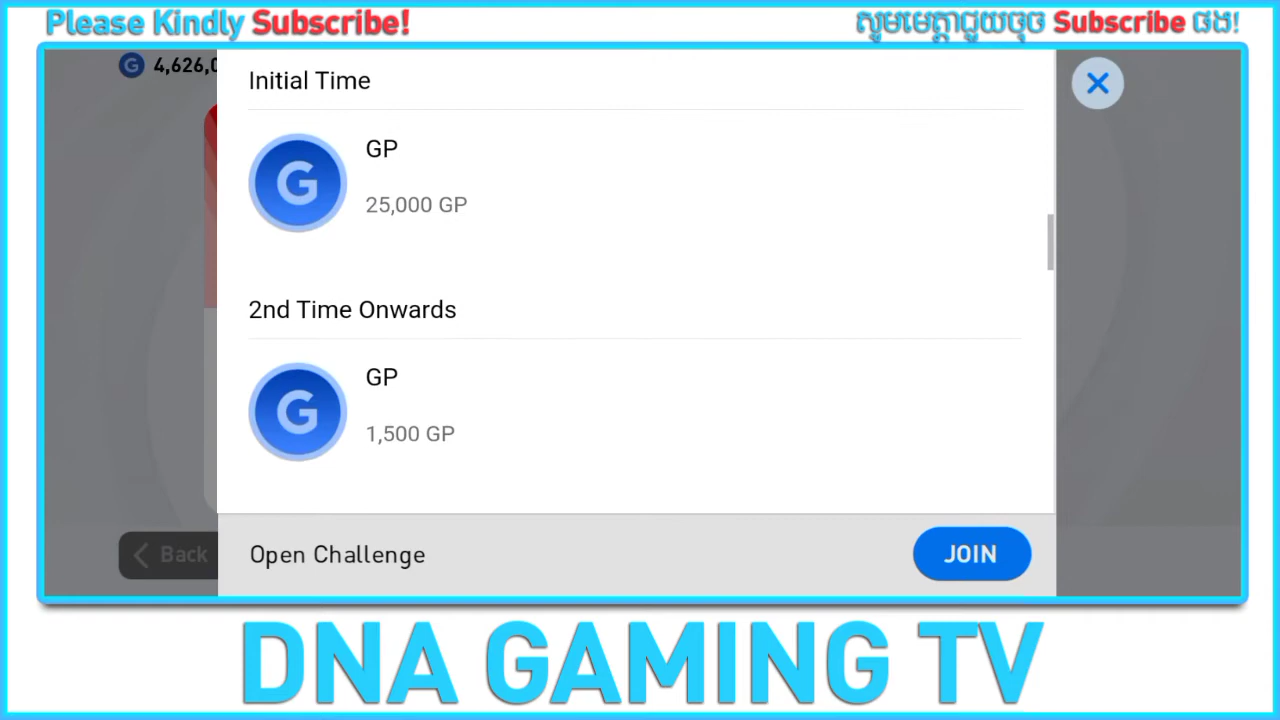 Please Kindly Subscribe!
សូមមេត្តាជួយចុច Subscribe ផង!
G 4,626,0
Initial Time
G
GP
25,000 GP
2nd Time Onwards
G
GP
1,500 GP
Back
Open Challenge
JOIN
DNA GAMING TV